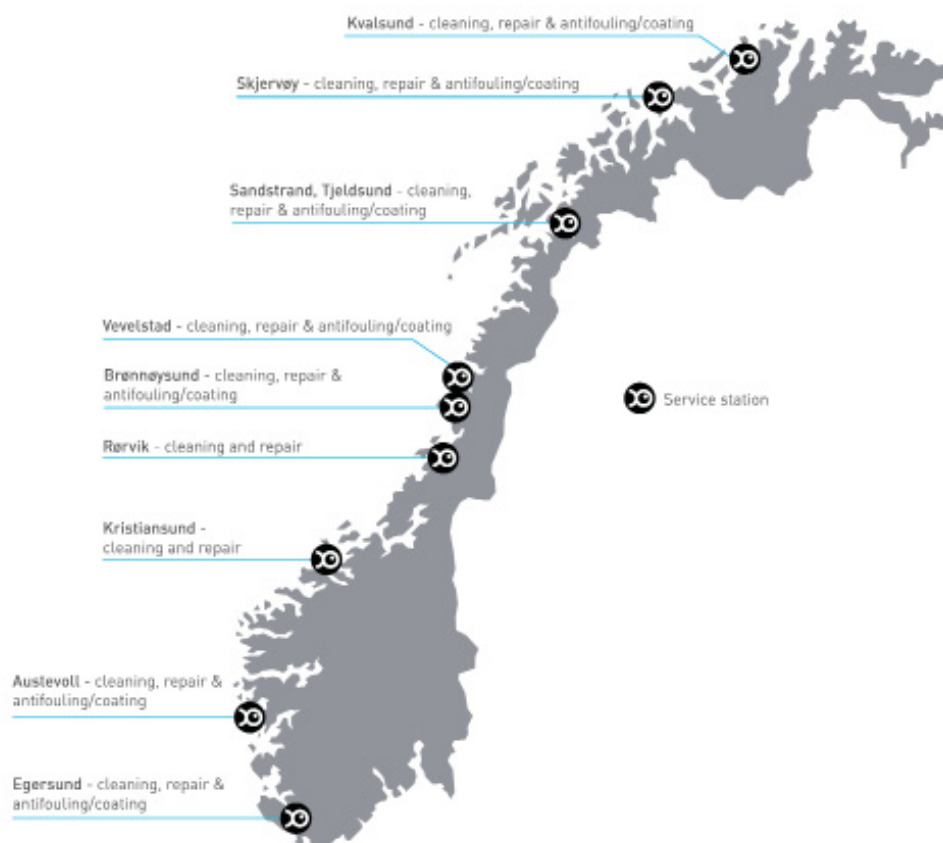 Kvalsund - cleaning, repair & antifouling/coating
Skjervøy - cleaning, repair & antifouling/coating
Sandstrand, Tjeldsund - cleaning,
repair & antifouling/coating
Vevelstad - cleaning, repair & antifouling/coating
Brønnøysund - cleaning, repair &
antifouling/coating
Service station
Rørvik - cleaning and repair
Kristiansund -
cleaning and repair
Austevoll - cleaning, repair &
antifouling/coating
Egersund - cleaning, repair &
antifouling/coating